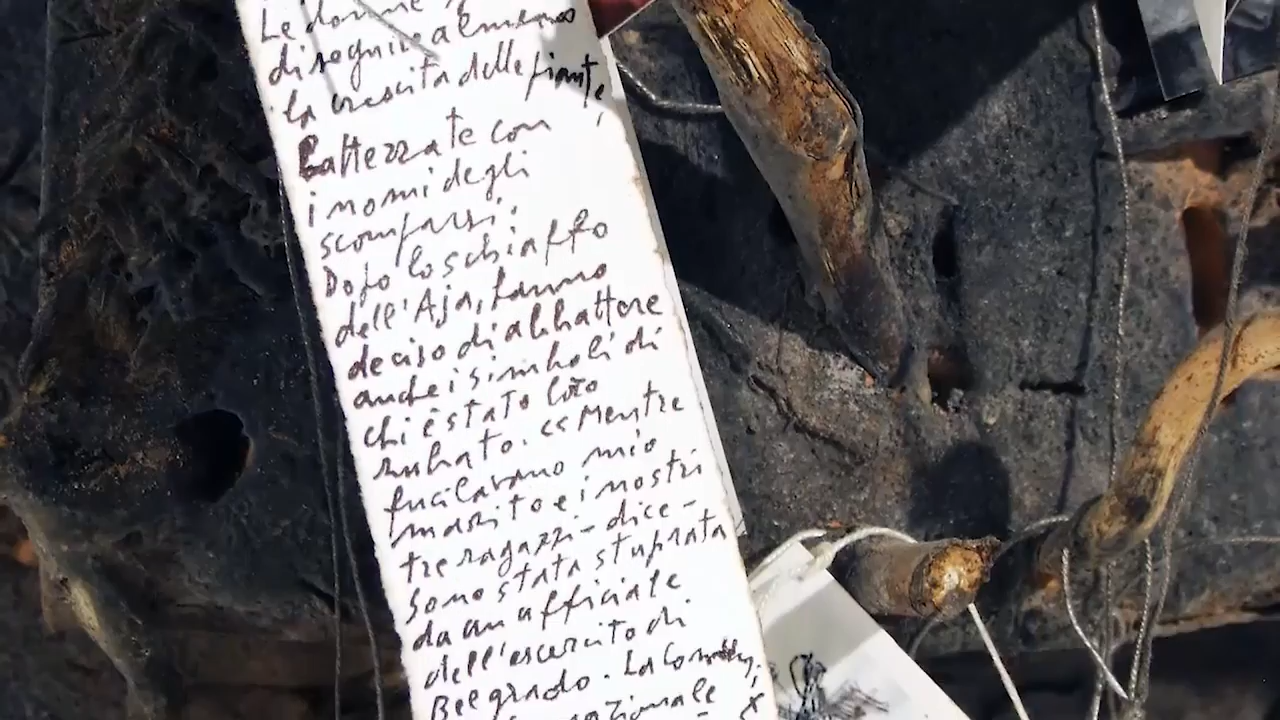 Le donne
di seguire almeno
la crescita delle piante,
battezzate con
i nomi degli
scomparsi.
Dopo lo schiaffo
dell'Aja, hanno
deciso di abbattere
anche i simboli di
chi è stato loro
rubato. << Mentre
fucilavano mio
marito e i nostri
tre ragazzi - dice -
sono stata stuprata
da un ufficiale
dell'esercito di
Belgrado. La